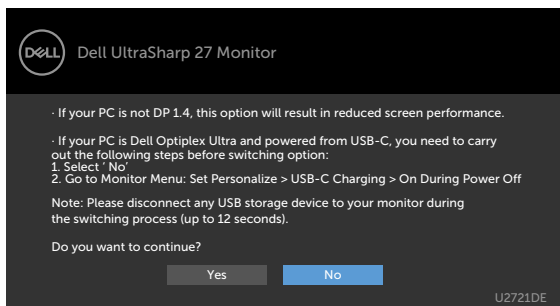 DELL
Dell UltraSharp 27 Monitor
· If your PC is not DP 1.4, this option will result in reduced screen performance.
· If your PC is Dell Optiplex Ultra and powered from USB-C, you need to carry
out the following steps before switching option:
1. Select ‘ No’
2. Go to Monitor Menu: Set Personalize > USB-C Charging > On During Power Off
Note: Please disconnect any USB storage device to your monitor during
the switching process (up to 12 seconds).
Do you want to continue?
Yes No
U2721DE